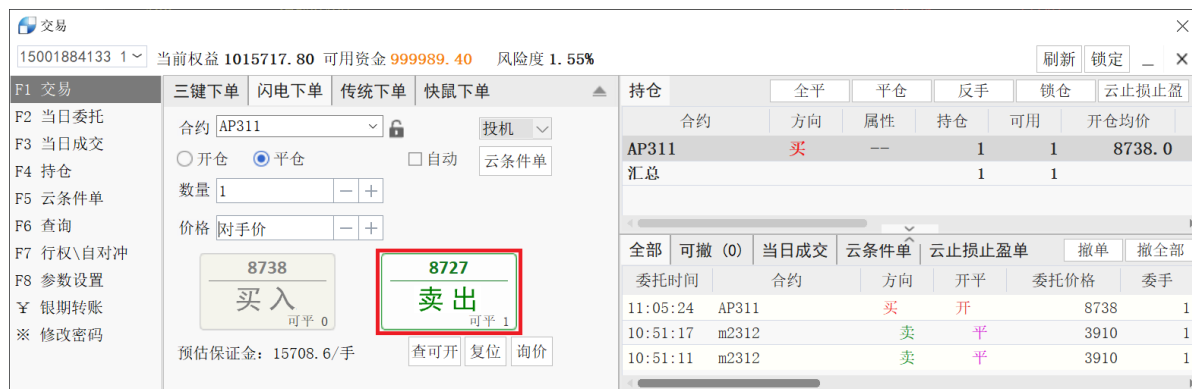 交易
15001884133 1 当前权益 1015717.80 可用资金 999989.40 风险度 1.55% 刷新 锁定
F1 交易
F2 当日委托
F3 当日成交
F4 持仓
F5 云条件单
F6 查询
F7 行权\自对冲
F8 参数设置
¥ 银期转账
※ 修改密码
三键下单 闪电下单 传统下单 快鼠下单
合约 AP311 投机
开仓 平仓 自动 云条件单
数量 1
价格 对手价
8738 8727
买入 卖出
可平 0 可平 1
预估保证金: 15708.6/手 查可开 复位 询价
持仓 全平 平仓 反手 锁仓 云止损止盈
合约 方向 属性 持仓 可用 开仓均价
AP311 买 -- 1 1 8738.0
汇总 1 1
全部 可撤 (0) 当日成交 云条件单 云止损止盈单 撤单 撤全部
委托时间 合约 方向 开平 委托价格 委手
11:05:24 AP311 买 开 8738 1
10:51:17 m2312 卖 平 3910 1
10:51:11 m2312 卖 平 3910 1